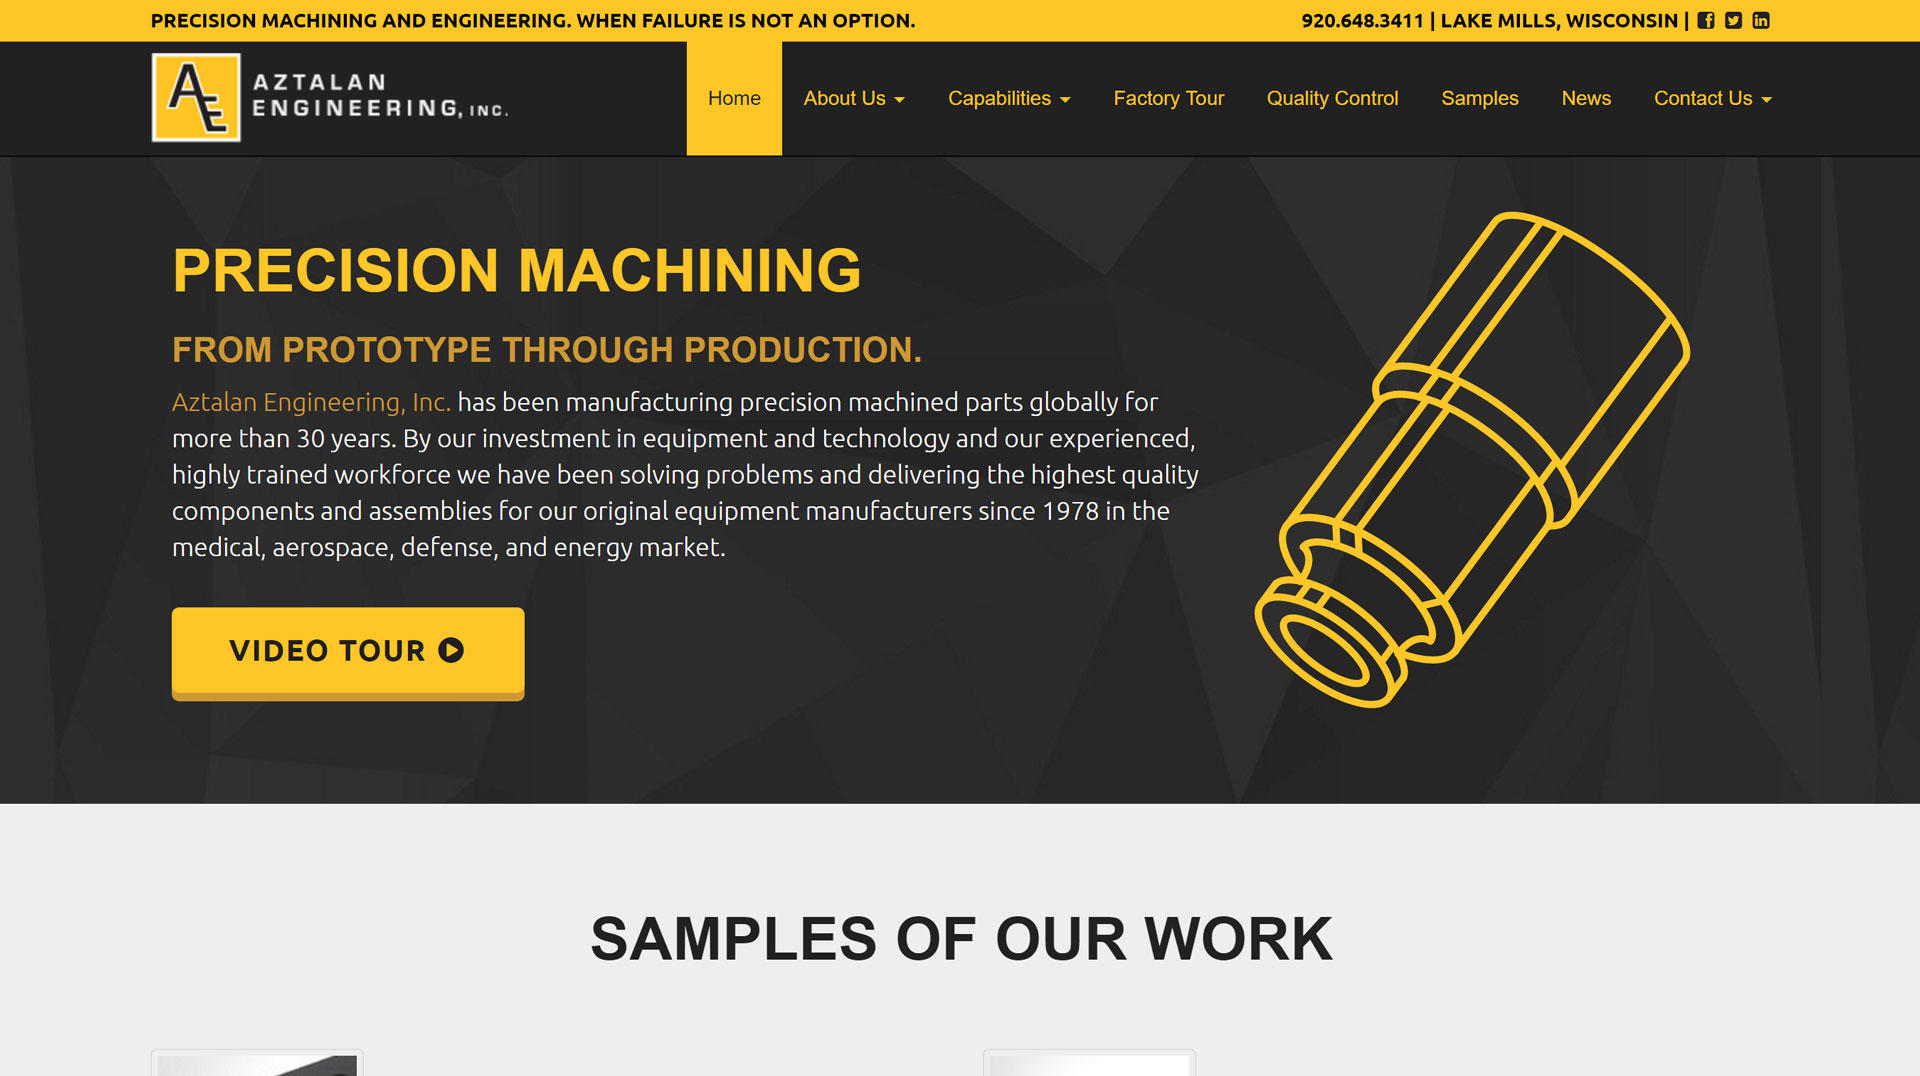 PRECISION MACHINING AND ENGINEERING. WHEN FAILURE IS NOT AN OPTION.
920.648.3411 | LAKE MILLS, WISCONSIN |
AE
AZTALAN
ENGINEERING, INC.
Home
About Us
Capabilities
Factory Tour
Quality Control
Samples
News
Contact Us
PRECISION MACHINING
FROM PROTOTYPE THROUGH PRODUCTION.
Aztalan Engineering, Inc. has been manufacturing precision machined parts globally for
more than 30 years. By our investment in equipment and technology and our experienced,
highly trained workforce we have been solving problems and delivering the highest quality
components and assemblies for our original equipment manufacturers since 1978 in the
medical, aerospace, defense, and energy market.
VIDEO TOUR
SAMPLES OF OUR WORK